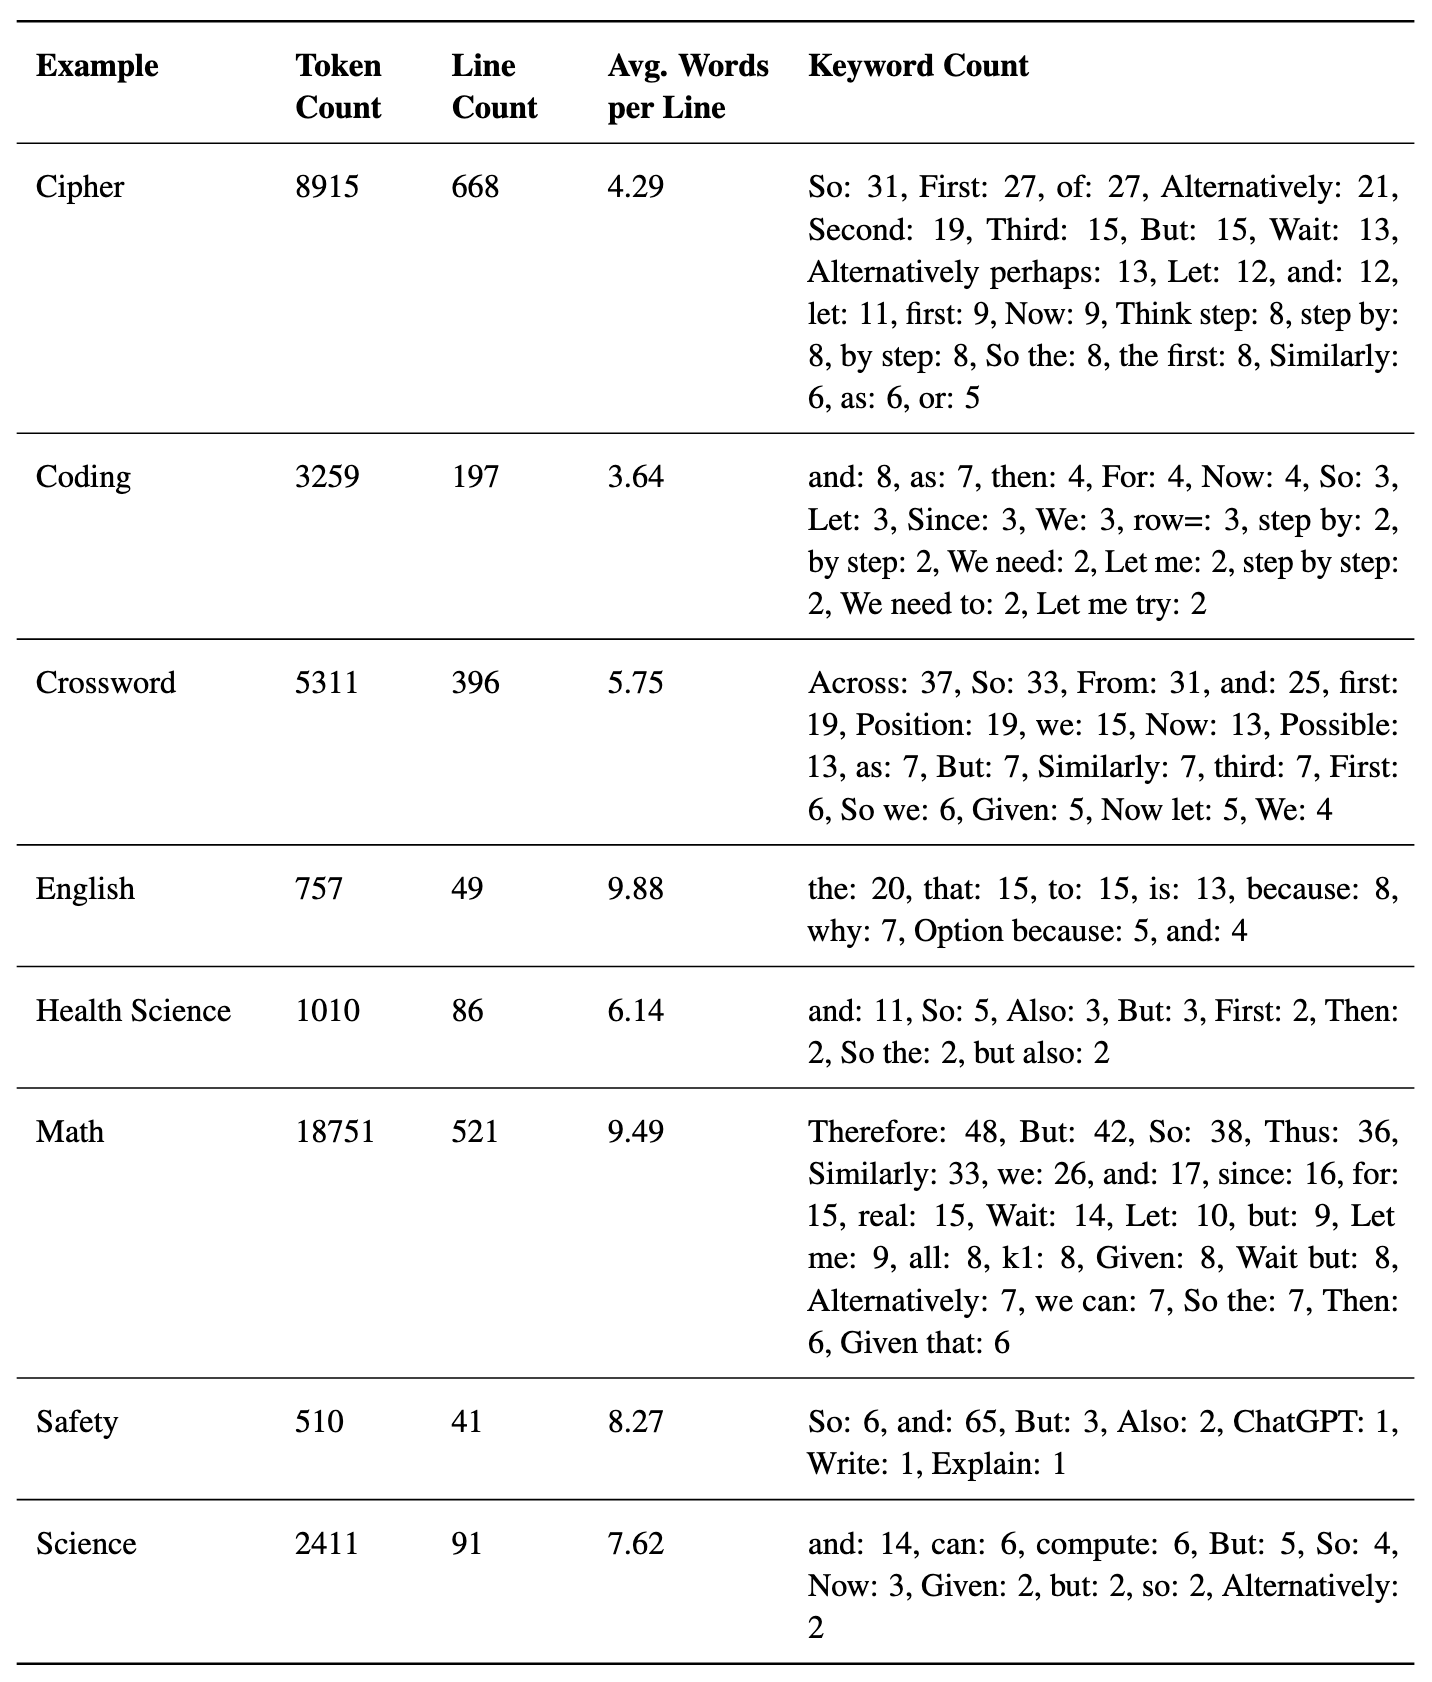 Example Token Line Avg. Words Keyword Count
Count Count per Line
Cipher 8915 668 4.29 So: 31, First: 27, of: 27, Alternatively: 21,
Second: 19, Third: 15, But: 15, Wait: 13,
Alternatively perhaps: 13, Let: 12, and: 12,
let: 11, first: 9, Now: 9, Think step: 8, step by:
8, by step: 8, So the: 8, the first: 8, Similarly:
6, as: 6, or: 5
Coding 3259 197 3.64 and: 8, as: 7, then: 4, For: 4, Now: 4, So: 3,
Let: 3, Since: 3, We: 3, row=: 3, step by: 2,
by step: 2, We need: 2, Let me: 2, step by step:
2, We need to: 2, Let me try: 2
Crossword 5311 396 5.75 Across: 37, So: 33, From: 31, and: 25, first:
19, Position: 19, we: 15, Now: 13, Possible:
13, as: 7, But: 7, Similarly: 7, third: 7, First:
6, So we: 6, Given: 5, Now let: 5, We: 4
English 757 49 9.88 the: 20, that: 15, to: 15, is: 13, because: 8,
why: 7, Option because: 5, and: 4
Health Science 1010 86 6.14 and: 11, So: 5, Also: 3, But: 3, First: 2, Then:
2, So the: 2, but also: 2
Math 18751 521 9.49 Therefore: 48, But: 42, So: 38, Thus: 36,
Similarly: 33, we: 26, and: 17, since: 16, for:
15, real: 15, Wait: 14, Let: 10, but: 9, Let
me: 9, all: 8, k1: 8, Given: 8, Wait but: 8,
Alternatively: 7, we can: 7, So the: 7, Then:
6, Given that: 6
Safety 510 41 8.27 So: 6, and: 65, But: 3, Also: 2, ChatGPT: 1,
Write: 1, Explain: 1
Science 2411 91 7.62 and: 14, can: 6, compute: 6, But: 5, So: 4,
Now: 3, Given: 2, but: 2, so: 2, Alternatively:
2